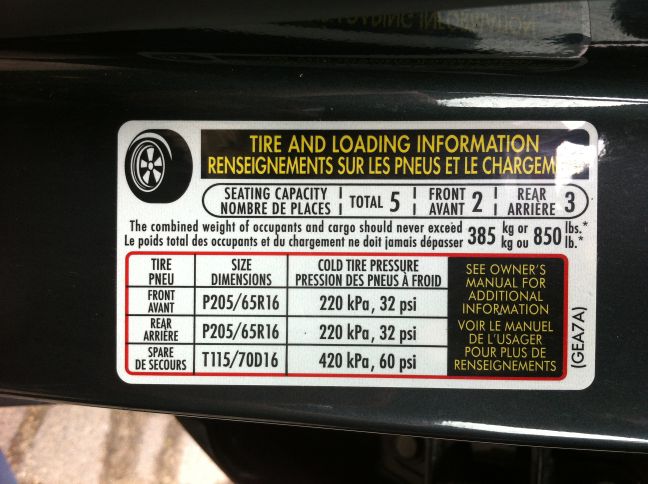 TIRE AND LOADING INFORMATION
RENSEIGNEMENTS SUR LES PNEUS ET LE CHARGEMENT
SEATING CAPACITY
NOMBRE DE PLACES
TOTAL 5
FRONT
AVANT 2
REAR
ARRIÈRE 3
The combined weight of occupants and cargo should never exceed 385 kg or 850 lbs.*
Le poids total des occupants et du chargement ne doit jamais dépasser kg ou lb.*
TIRE
PNEU
SIZE
DIMENSIONS
COLD TIRE PRESSURE
PRESSION DES PNEUS À FROID
FRONT
AVANT
P205/65R16
220 kPa, 32 psi
REAR
ARRIÈRE
P205/65R16
220 kPa, 32 psi
SPARE
DE SECOURS
T115/70D16
420 kPa, 60 psi
SEE OWNER'S
MANUAL FOR
ADDITIONAL
INFORMATION
VOIR LE MANUEL
DE L'USAGER
POUR PLUS DE
RENSEIGNEMENTS
(GEA7A)